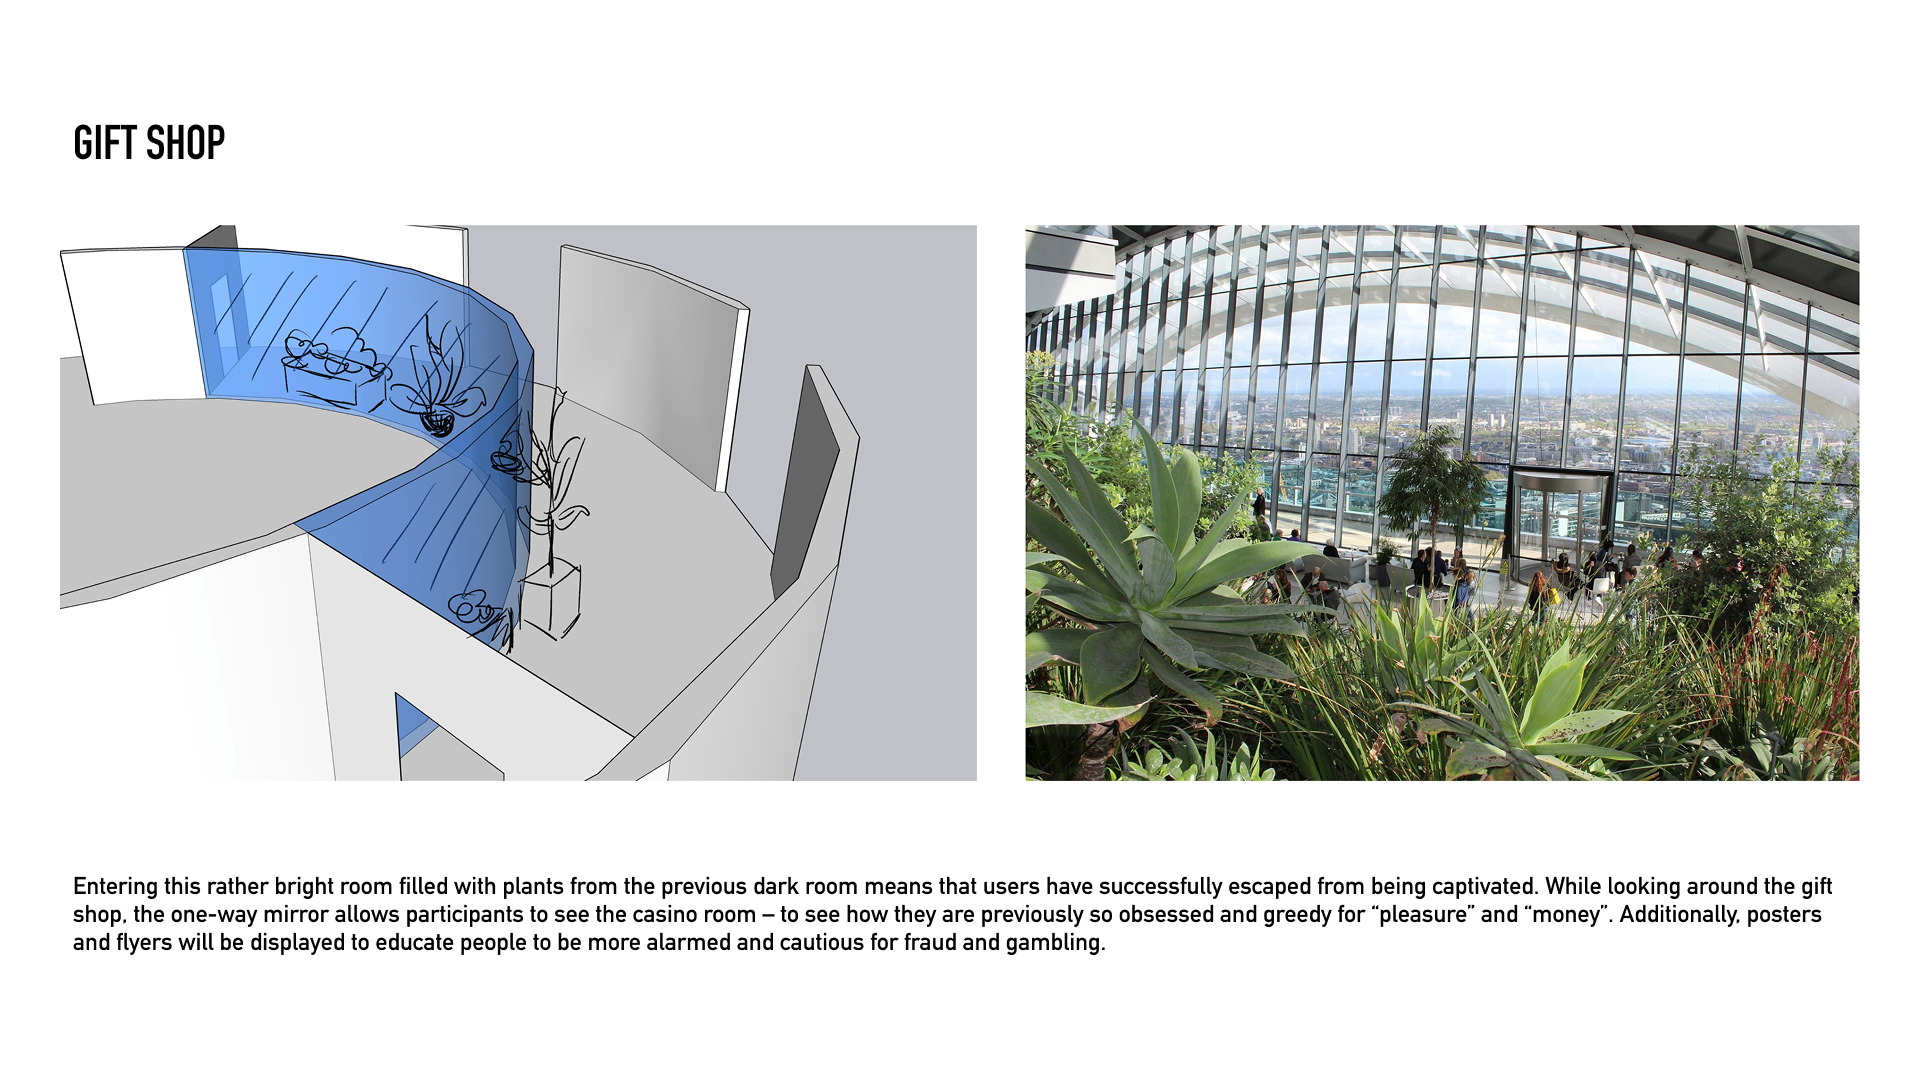 GIFT SHOP
Entering this rather bright room filled with plants from the previous dark room means that users have successfully escaped from being captivated. While looking around the gift
shop, the one-way mirror allows participants to see the casino room – to see how they are previously so obsessed and greedy for “pleasure” and “money”. Additionally, posters
and flyers will be displayed to educate people to be more alarmed and cautious for fraud and gambling.